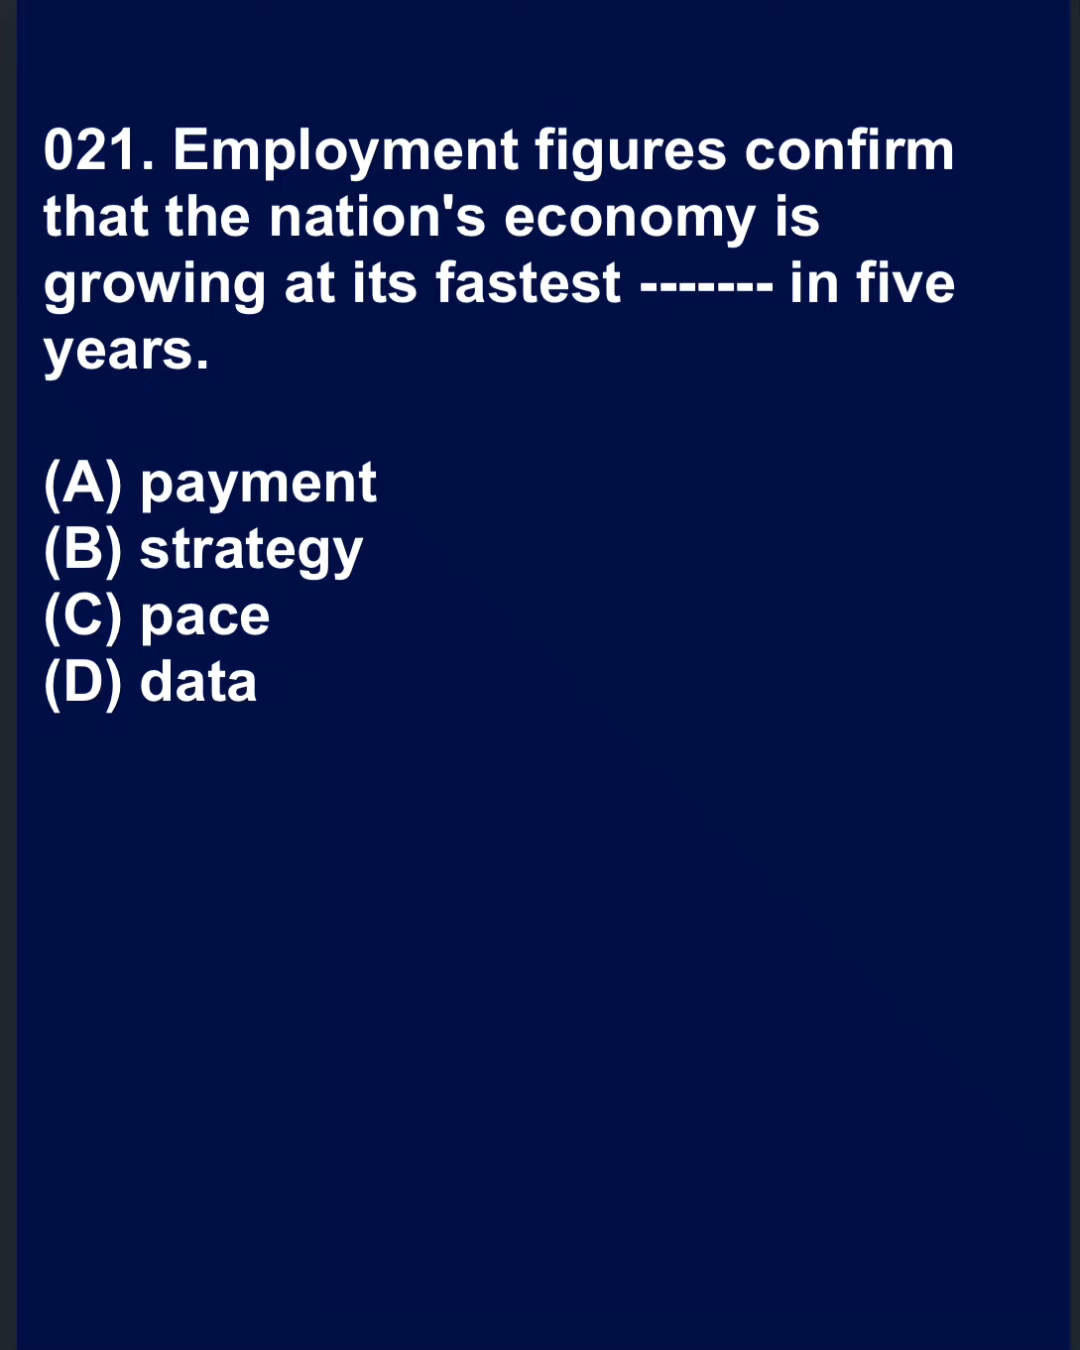 021. Employment figures confirm
that the nation's economy is
growing at its fastest ------- in five
years.
(A) payment
(B) strategy
(C) pace
(D) data